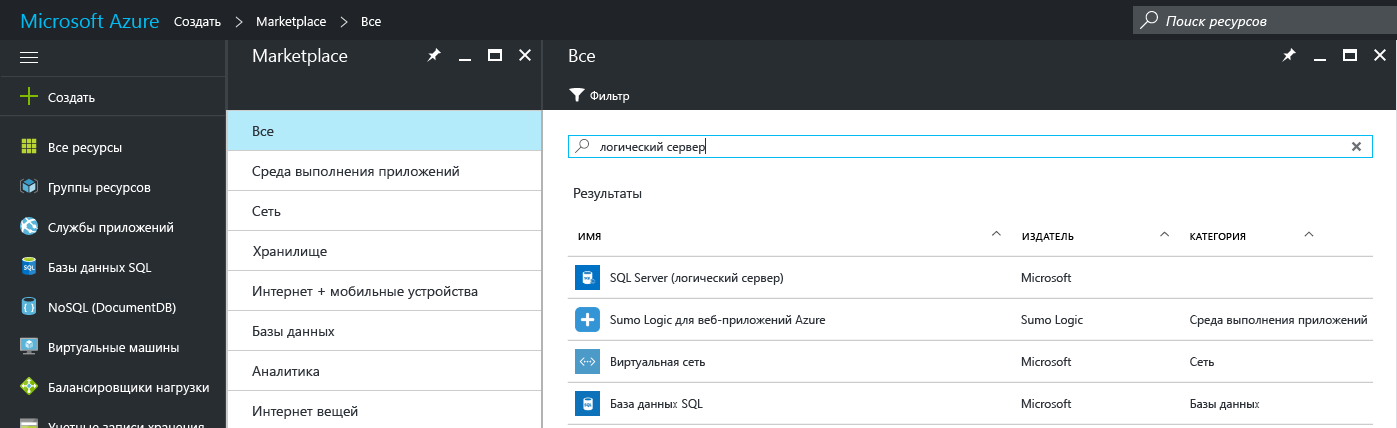 Microsoft Azure Создать > Marketplace > Все
Поиск ресурсов
Создать
Все ресурсы
Группы ресурсов
Службы приложений
Базы данных SQL
NoSQL (DocumentDB)
Виртуальные машины
Балансировщики нагрузки
Учетные записи хранения
Marketplace
Все
Среда выполнения приложений
Сеть
Хранилище
Интернет + мобильные устройства
Базы данных
Аналитика
Интернет вещей
Все
Фильтр
логический сервер
Результаты
ИМЯ ИЗДАТЕЛЬ КАТЕГОРИЯ
SQL Server (логический сервер) Microsoft
Sumo Logic для веб-приложений Azure Sumo Logic Среда выполнения приложений
Виртуальная сеть Microsoft Сеть
База данных SQL Microsoft Базы данных